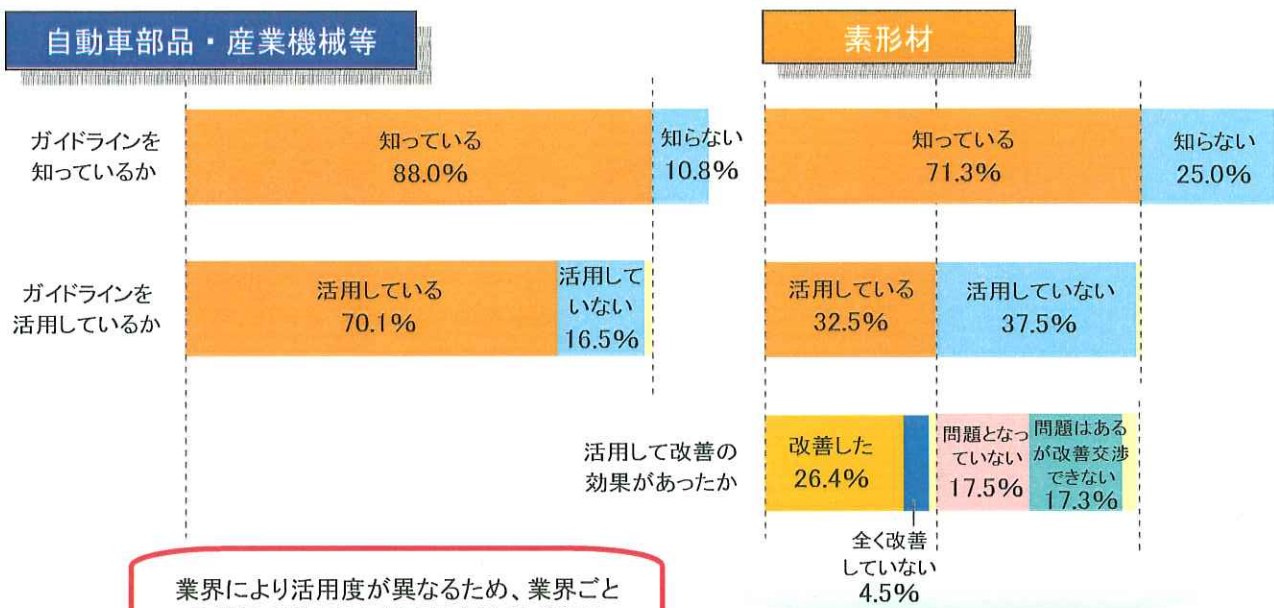 自動車部品・産業機械等
ガイドラインを
知っているか
知っている
88.0%
知らない
10.8%
ガイドラインを
活用しているか
活用している
70.1%
活用して
いない
16.5%
素形材
知っている
71.3%
知らない
25.0%
活用している
32.5%
活用していない
37.5%
活用して改善の
効果があったか
改善した
26.4%
全く改善
していない
4.5%
問題となっ
ていない
17.5%
問題はある
が改善交渉
できない
17.3%
業界により活用度が異なるため、業界ごと